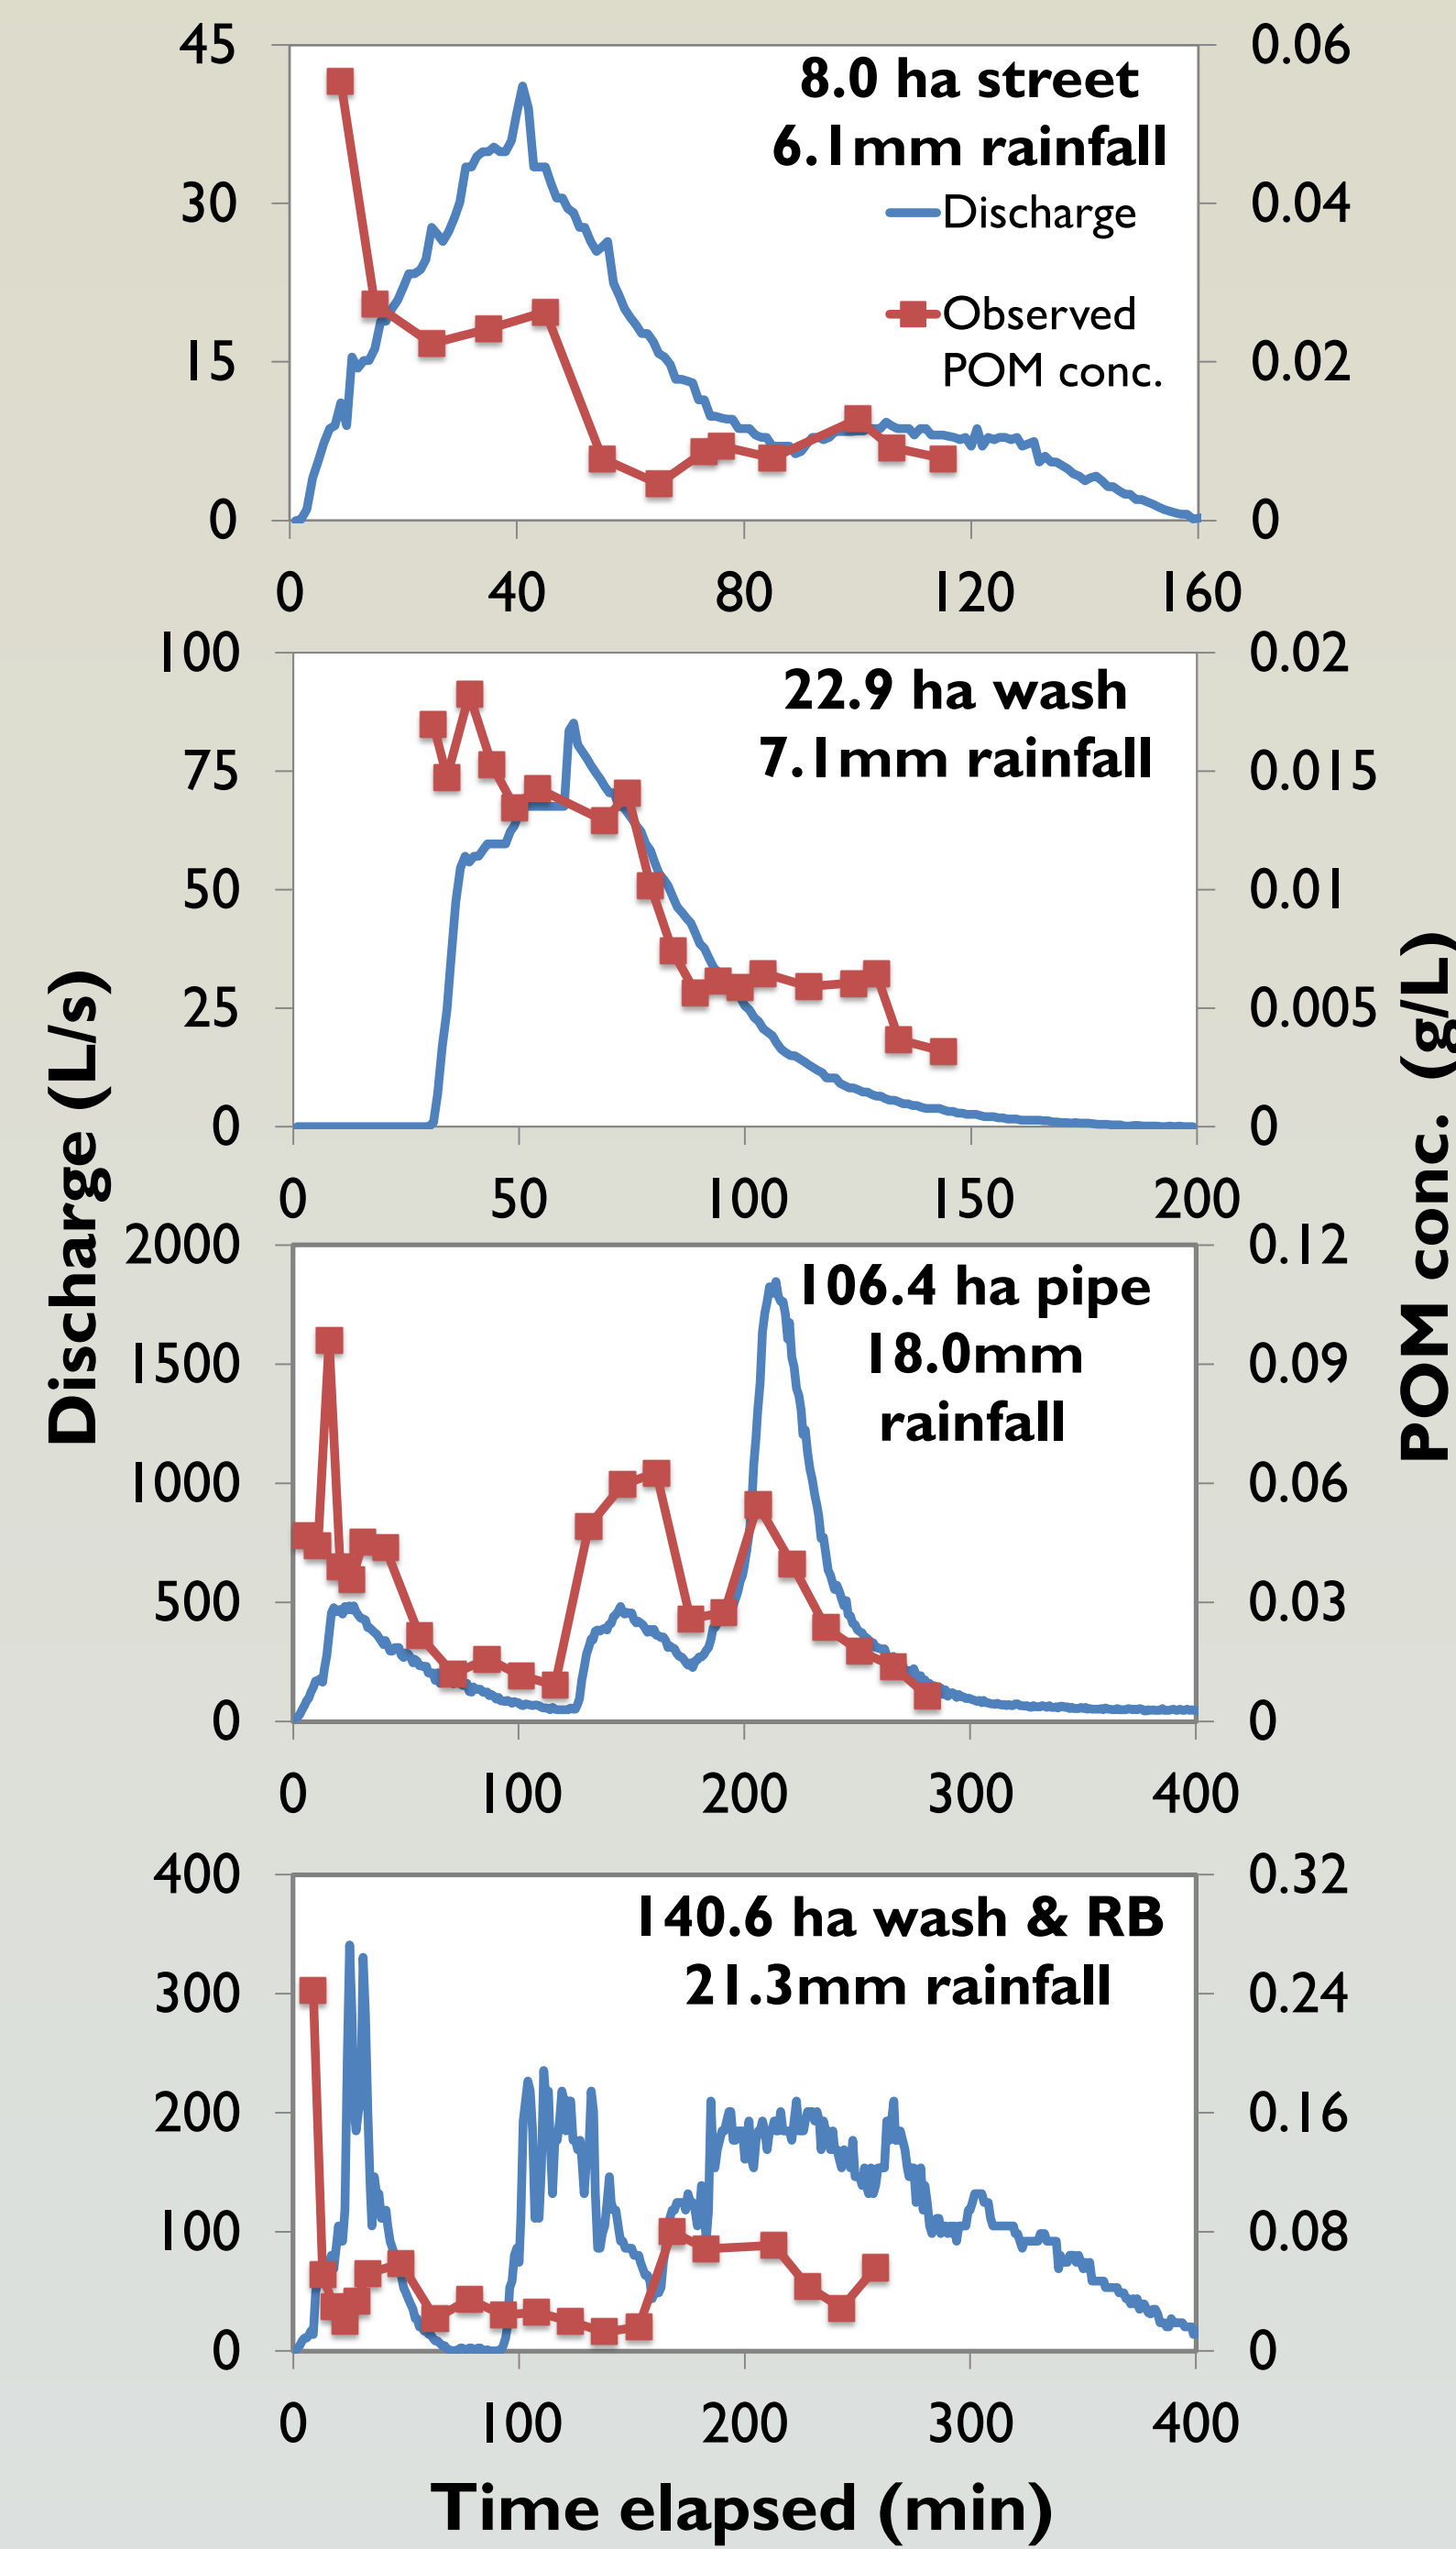 45
30
15
0
0.06
0.04
0.02
0
8.0 ha street
6.1mm rainfall
Discharge
Observed
POM conc.
0 40 80 120 160
100
75
50
25
0
0.02
0.015
0.01
0.005
0
22.9 ha wash
7.1mm rainfall
0 50 100 150 200
2000
1500
1000
500
0
0.12
0.09
0.06
0.03
0
106.4 ha pipe
18.0mm
rainfall
0 100 200 300 400
400
300
200
100
0
0.32
0.24
0.16
0.08
0
140.6 ha wash & RB
21.3mm rainfall
0 100 200 300 400
Discharge (L/s)
POM conc. (g/L)
Time elapsed (min)